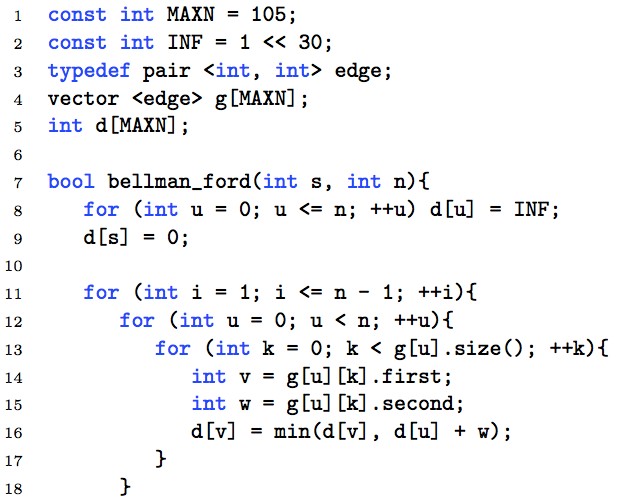 1 const int MAXN = 105;
2 const int INF = 1 << 30;
3 typedef pair <int, int> edge;
4 vector <edge> g[MAXN];
5 int d[MAXN];
6
7 bool bellman_ford(int s, int n){
8    for (int u = 0; u <= n; ++u) d[u] = INF;
9    d[s] = 0;
10
11    for (int i = 1; i <= n - 1; ++i){
12       for (int u = 0; u < n; ++u){
13          for (int k = 0; k < g[u].size(); ++k){
14             int v = g[u][k].first;
15             int w = g[u][k].second;
16             d[v] = min(d[v], d[u] + w);
17          }
18       }